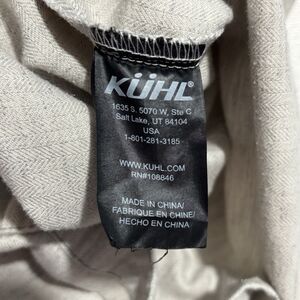 KÜHL®
1635 S. 5070 W, Ste C
Salt Lake, UT 84104
USA
1-801-281-3185
WWW.KUHL.COM
RN#108846
MADE IN CHINA/
FABRIQUE EN CHINE/
HECHO EN CHINA